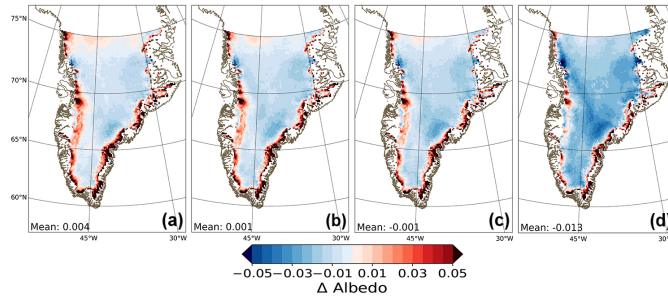 75°N
70°N
65°N
60°N
Mean: 0.004
(a)
45°W
30°W
Mean: 0.001
(b)
45°W
30°W
Mean: -0.001
(c)
45°W
30°W
Mean: -0.013
(d)
45°W
30°W
−0.05 −0.03 −0.01 0.01 0.03 0.05
Δ Albedo